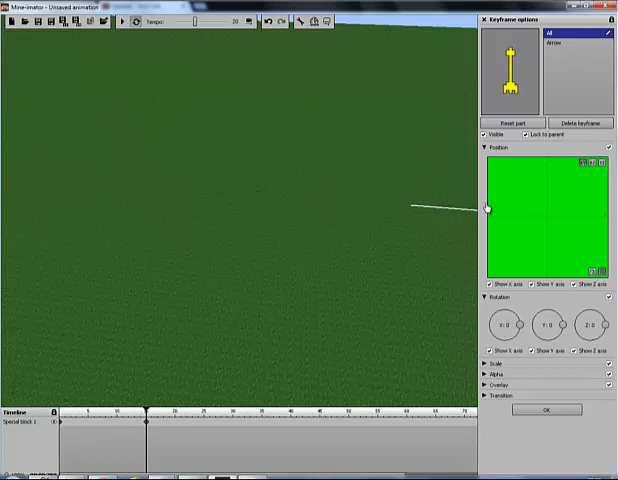 Mine-imator - Unsaved animation
Tempo:
20
Keyframe options
All
Arrow
Reset part
Delete keyframe
Visible
Lock to parent
Position
Show X axis
Show Y axis
Show Z axis
Rotation
X: 0
Y: 0
Z: 0
Show X axis
Show Y axis
Show Z axis
Scale
Alpha
Overlay
Transition
OK
Timeline
5
20
25
30
35
40
45
50
55
60
65
70
Special block 1